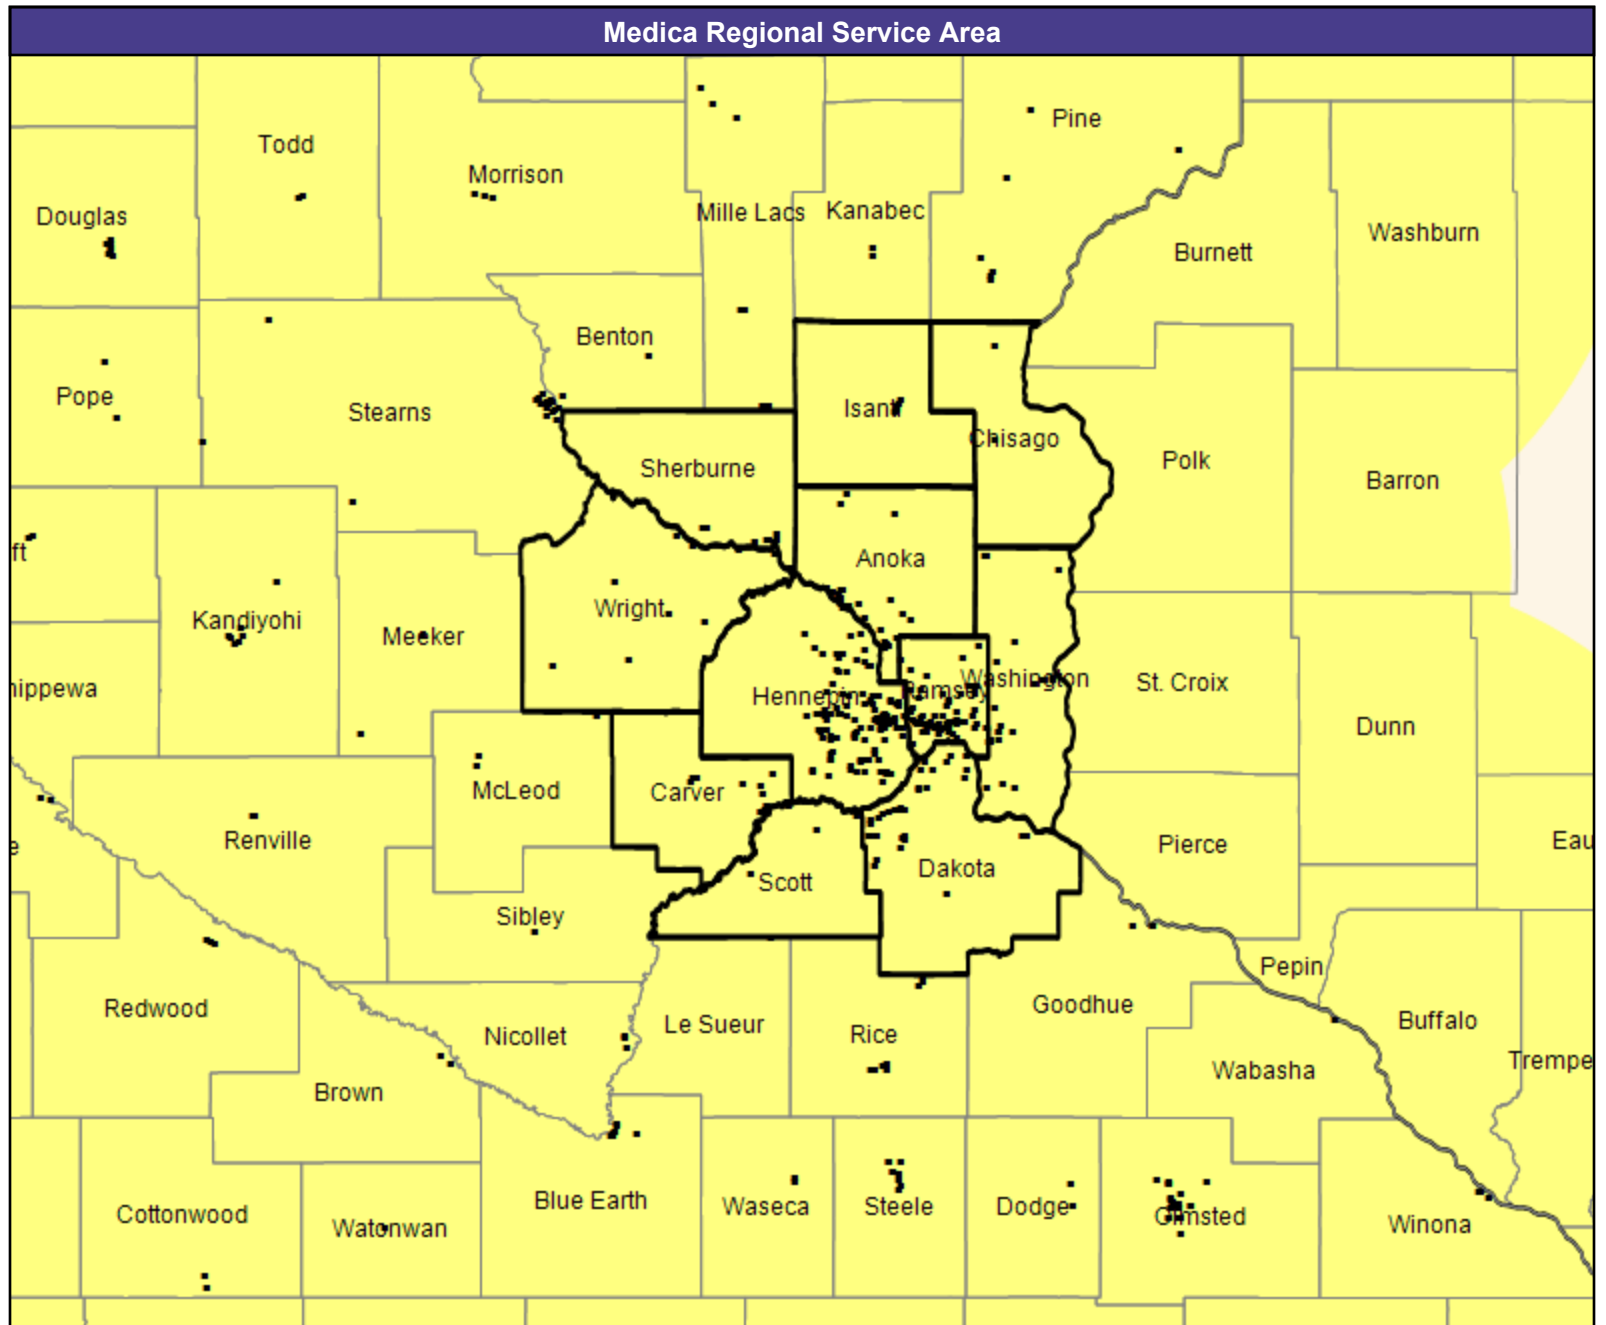 Medica Regional Service Area
Pine
Todd
Morrison
Douglas
Mille Lacs
Kanabec
Washburn
Burnett
Benton
Pope
Stearns
Isanti
Chisago
Polk
Sherburne
Barron
ft
Anoka
Wright
Kandiyohi
Meeker
hippewa
Hennepin
Ramsey
Washington
St. Croix
Dunn
McLeod
Carver
Renville
e
Pierce
Eau
Dakota
Scott
Sibley
Pepin
Redwood
Goodhue
Buffalo
Le Sueur
Rice
Nicollet
Trempe
Wabasha
Brown
Blue Earth
Waseca
Steele
Dodge
Cottonwood
Olmsted
Winona
Watonwan